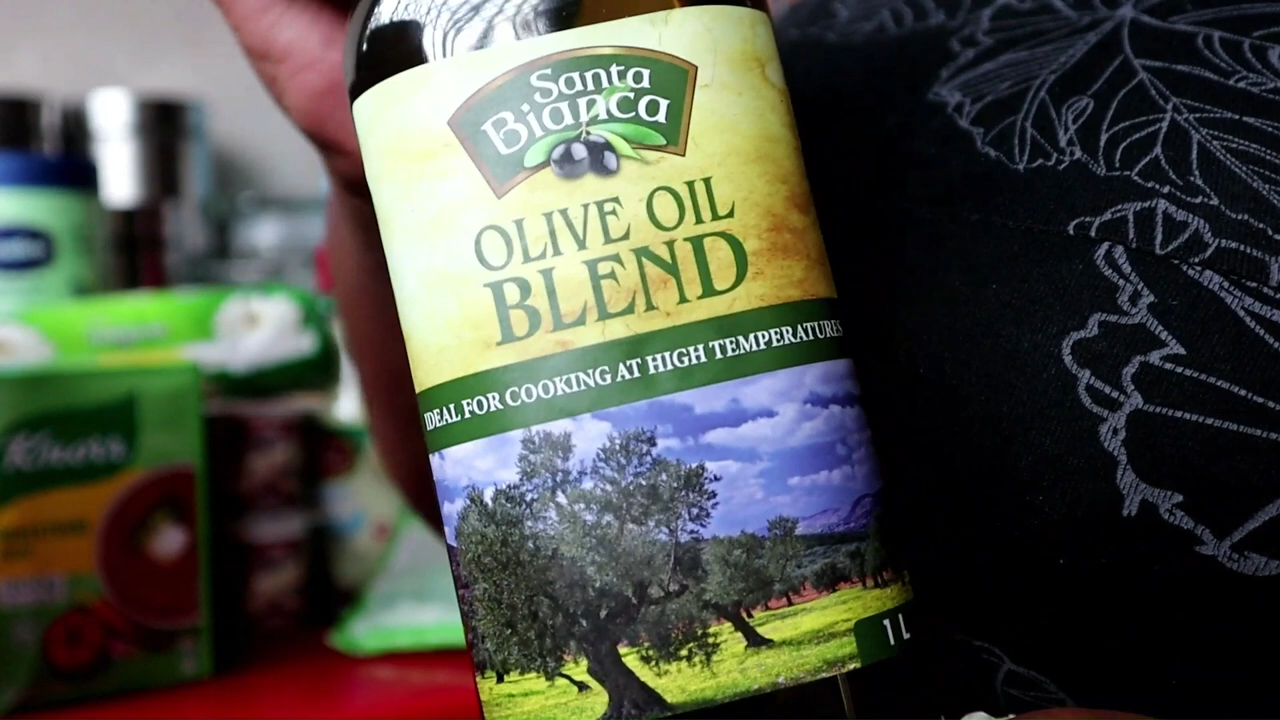 Santa
Bianca
OLIVE OIL
BLEND
IDEAL FOR COOKING AT HIGH TEMPERATURES
1 L
Knorr